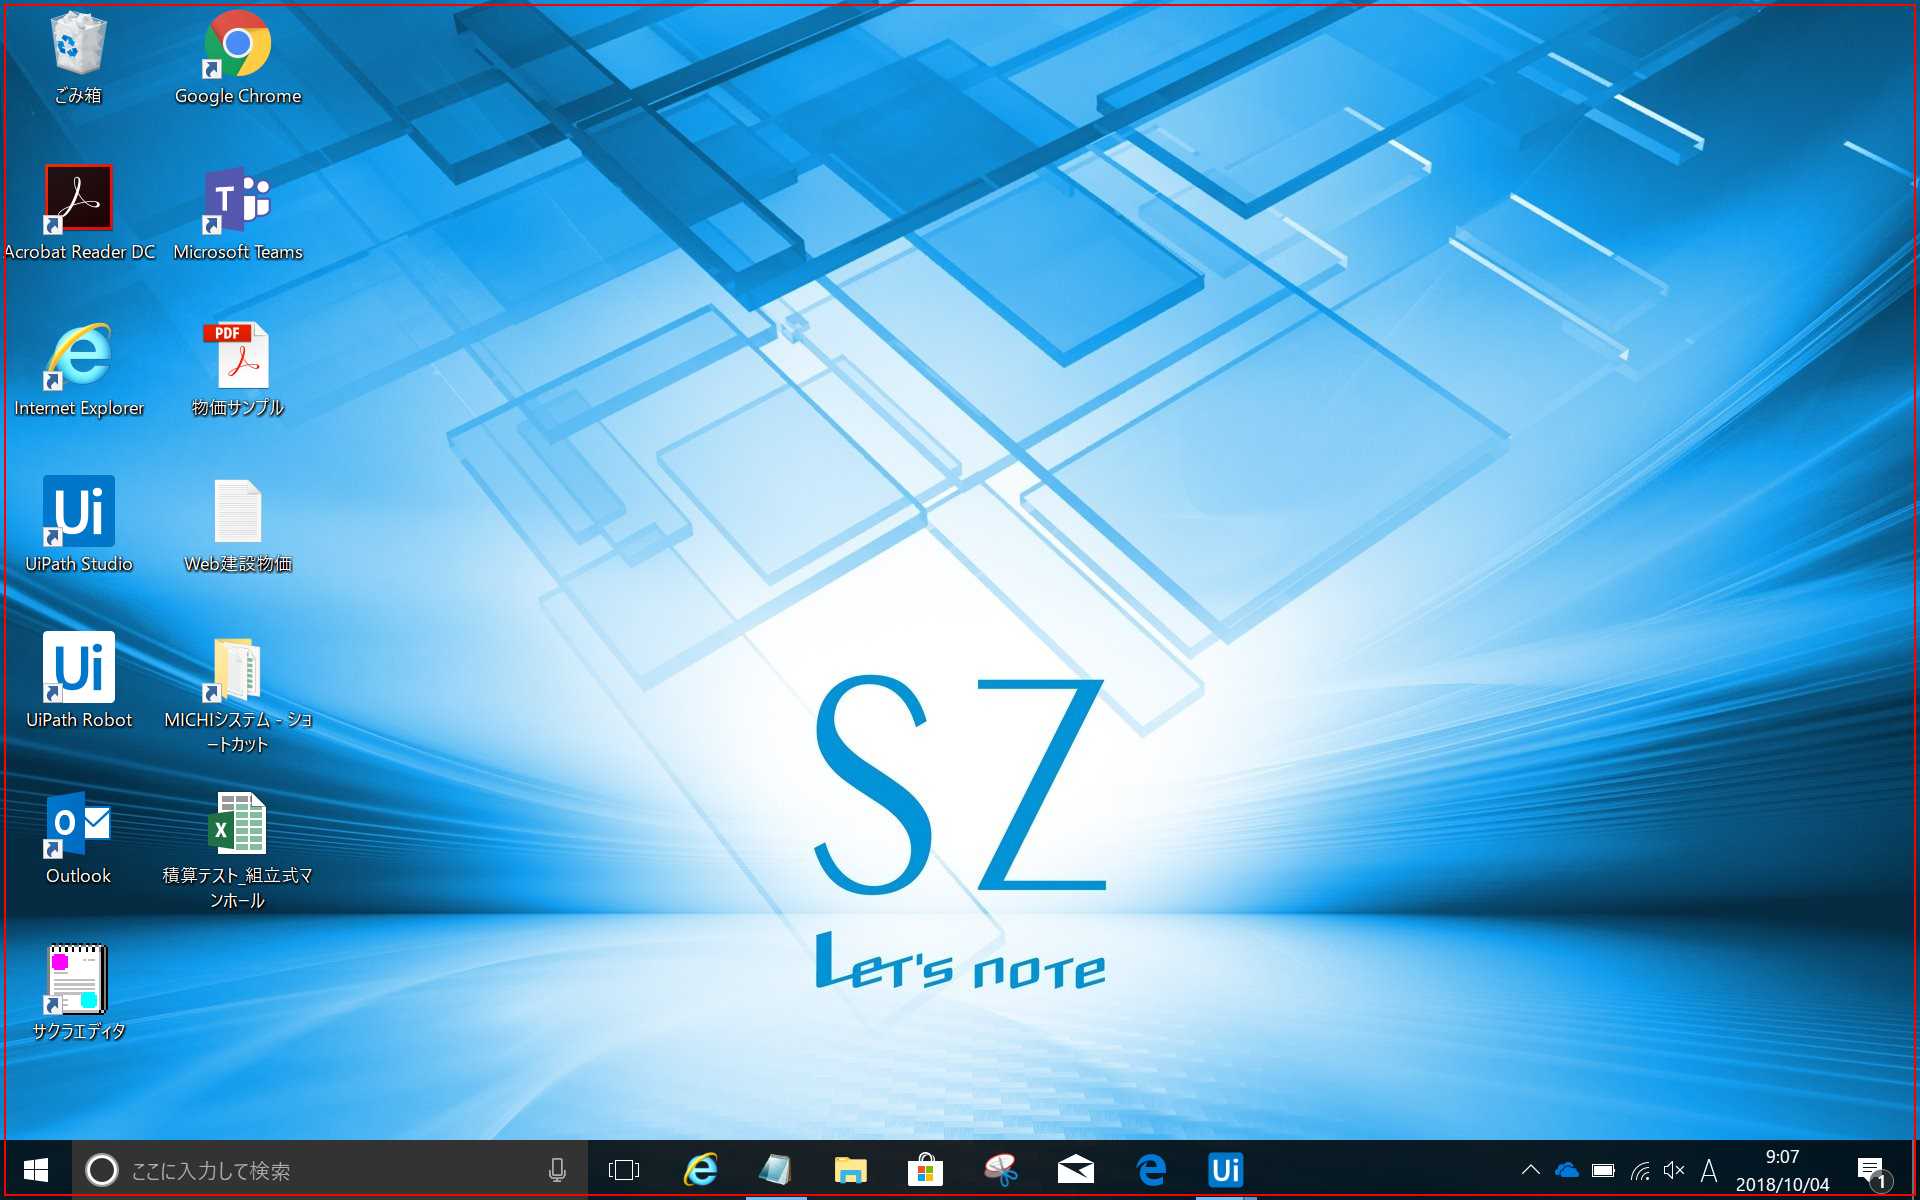 ごみ箱
Google Chrome
Acrobat Reader DC
Microsoft Teams
Internet Explorer
PDF
物価サンプル
Ui
UiPath Studio
Web建設物価
Ui
UiPath Robot
MICHIシステム - ショ
ートカット
Outlook
積算テスト_組立式マ
ンホール
サクラエディタ
SZ
Let's note
ここに入力して検索
Ui
A
9:07
2018/10/04
1